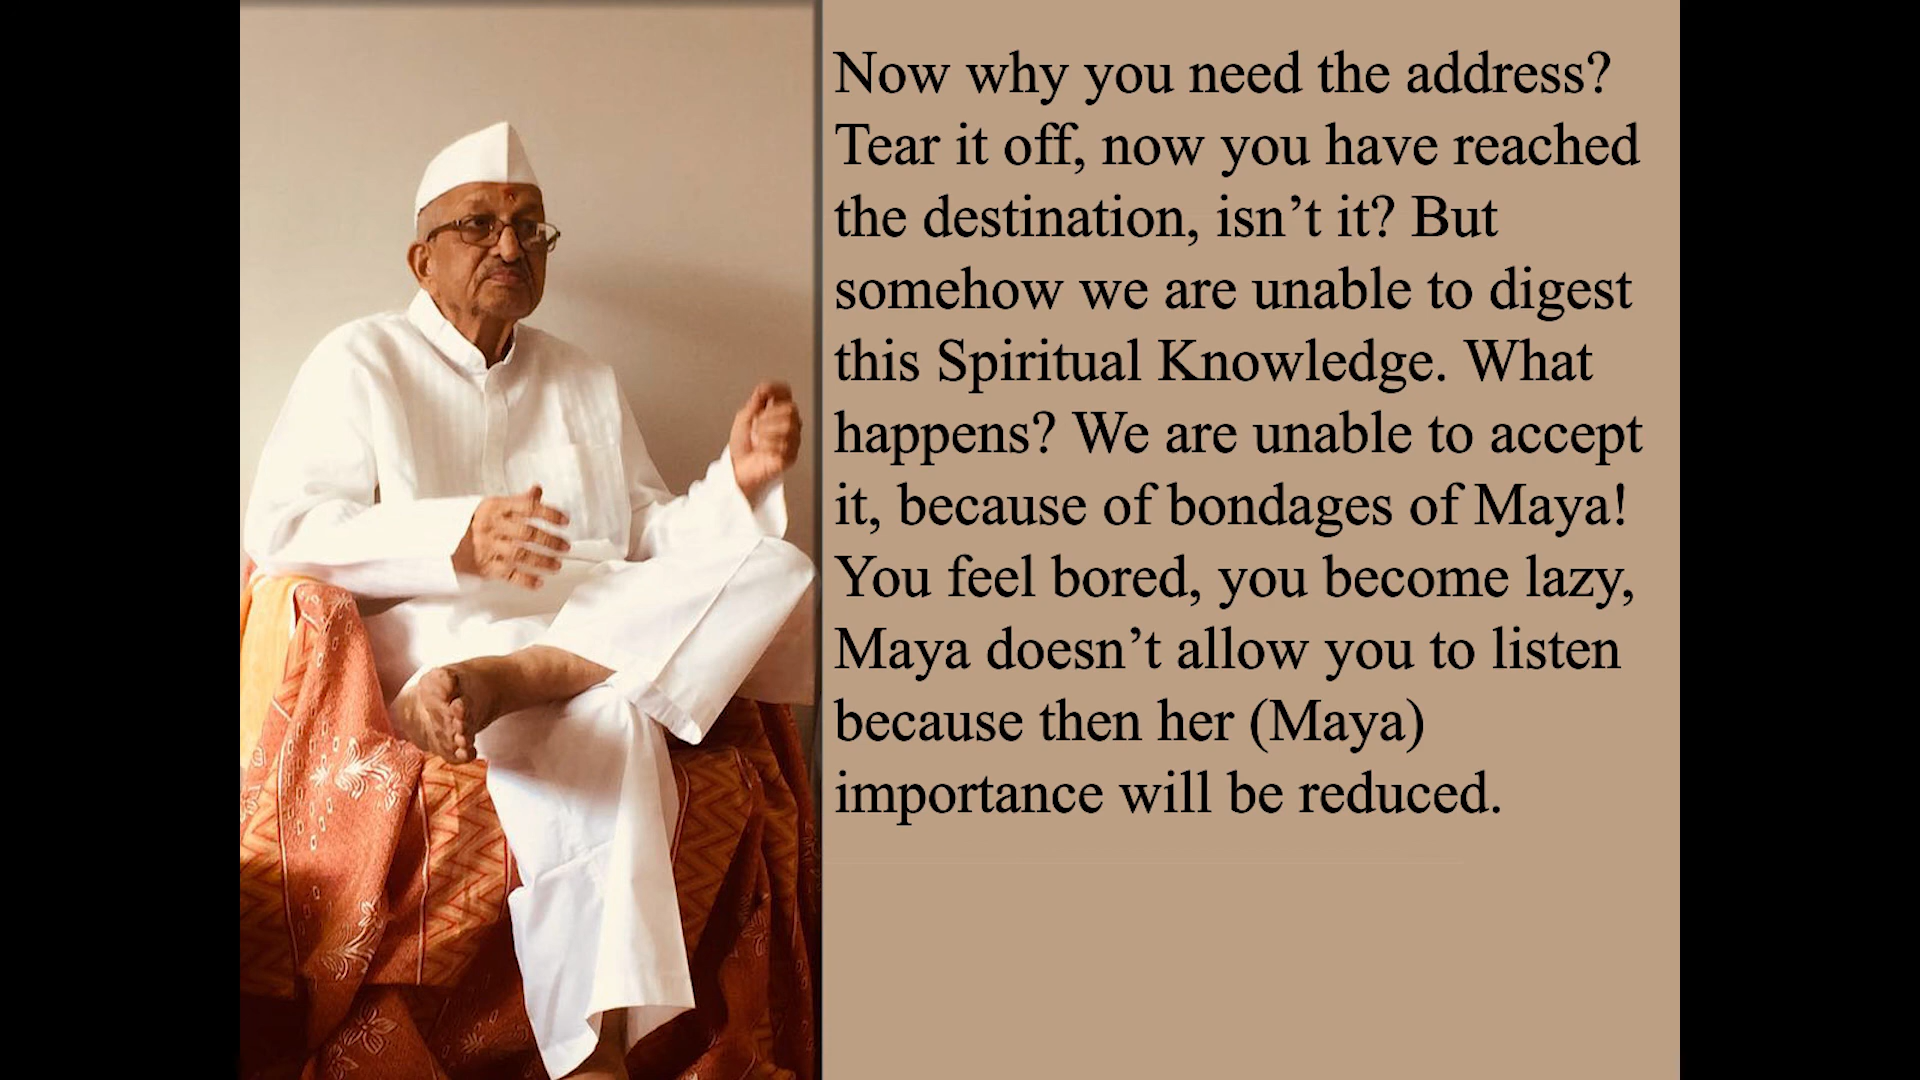 Now why you need the address?
Tear it off, now you have reached
the destination, isn’t it? But
somehow we are unable to digest
this Spiritual Knowledge. What
happens? We are unable to accept
it, because of bondages of Maya!
You feel bored, you become lazy,
Maya doesn’t allow you to listen
because then her (Maya)
importance will be reduced.